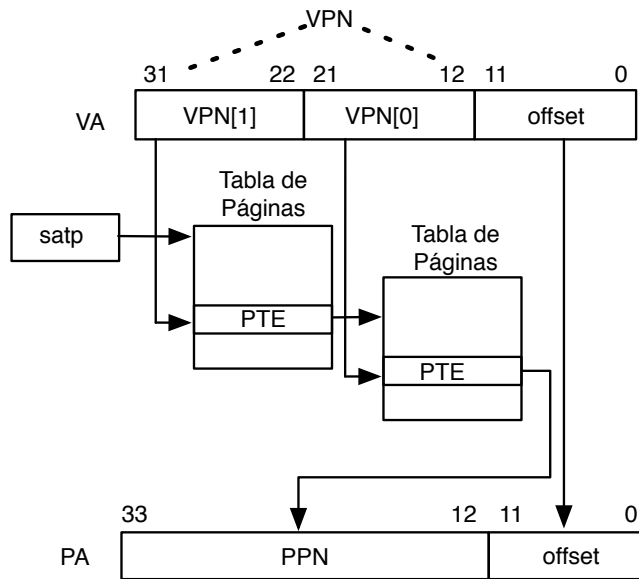 VPN
31 22 21 12 11 0
VA VPN[1] VPN[0] offset
Tabla de
Páginas
satp
Tabla de
Páginas
PTE
PTE
33 12 11 0
PA PPN offset